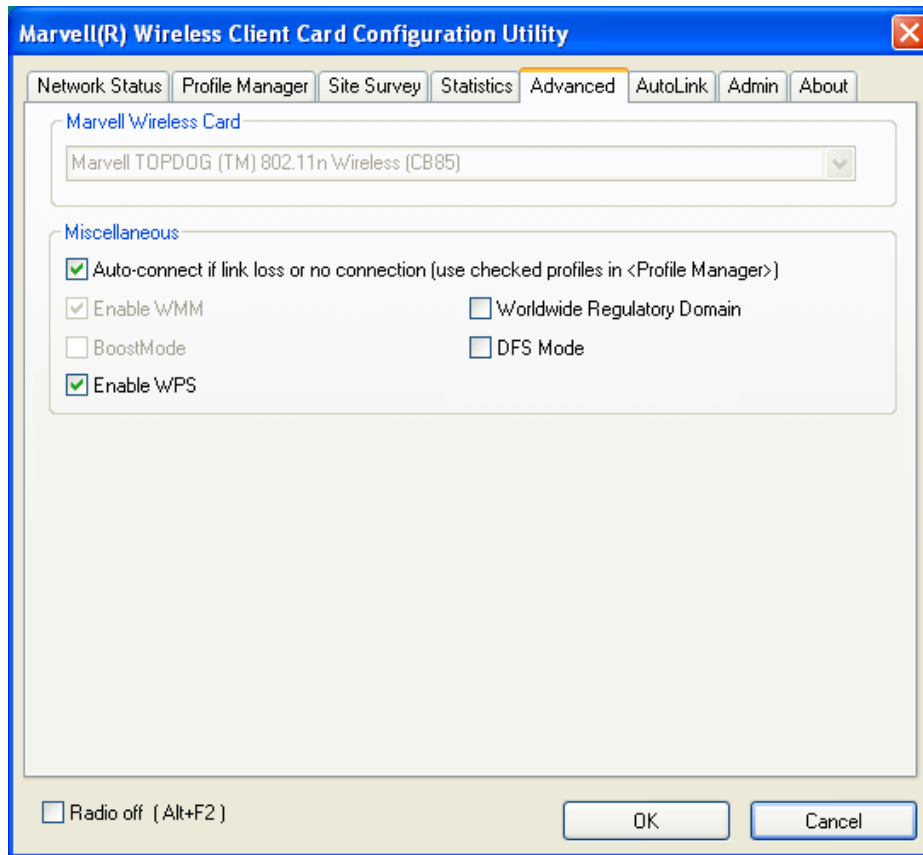 Marvell(R) Wireless Client Card Configuration Utility
Network Status Profile Manager Site Survey Statistics Advanced AutoLink Admin About
Marvell Wireless Card
Marvell TOPDOG (TM) 802.11n Wireless (CB85)
Miscellaneous
Auto-connect if link loss or no connection (use checked profiles in <Profile Manager>)
Enable WMM Worldwide Regulatory Domain
BoostMode DFS Mode
Enable WPS
Radio off ( Alt+F2 ) OK Cancel